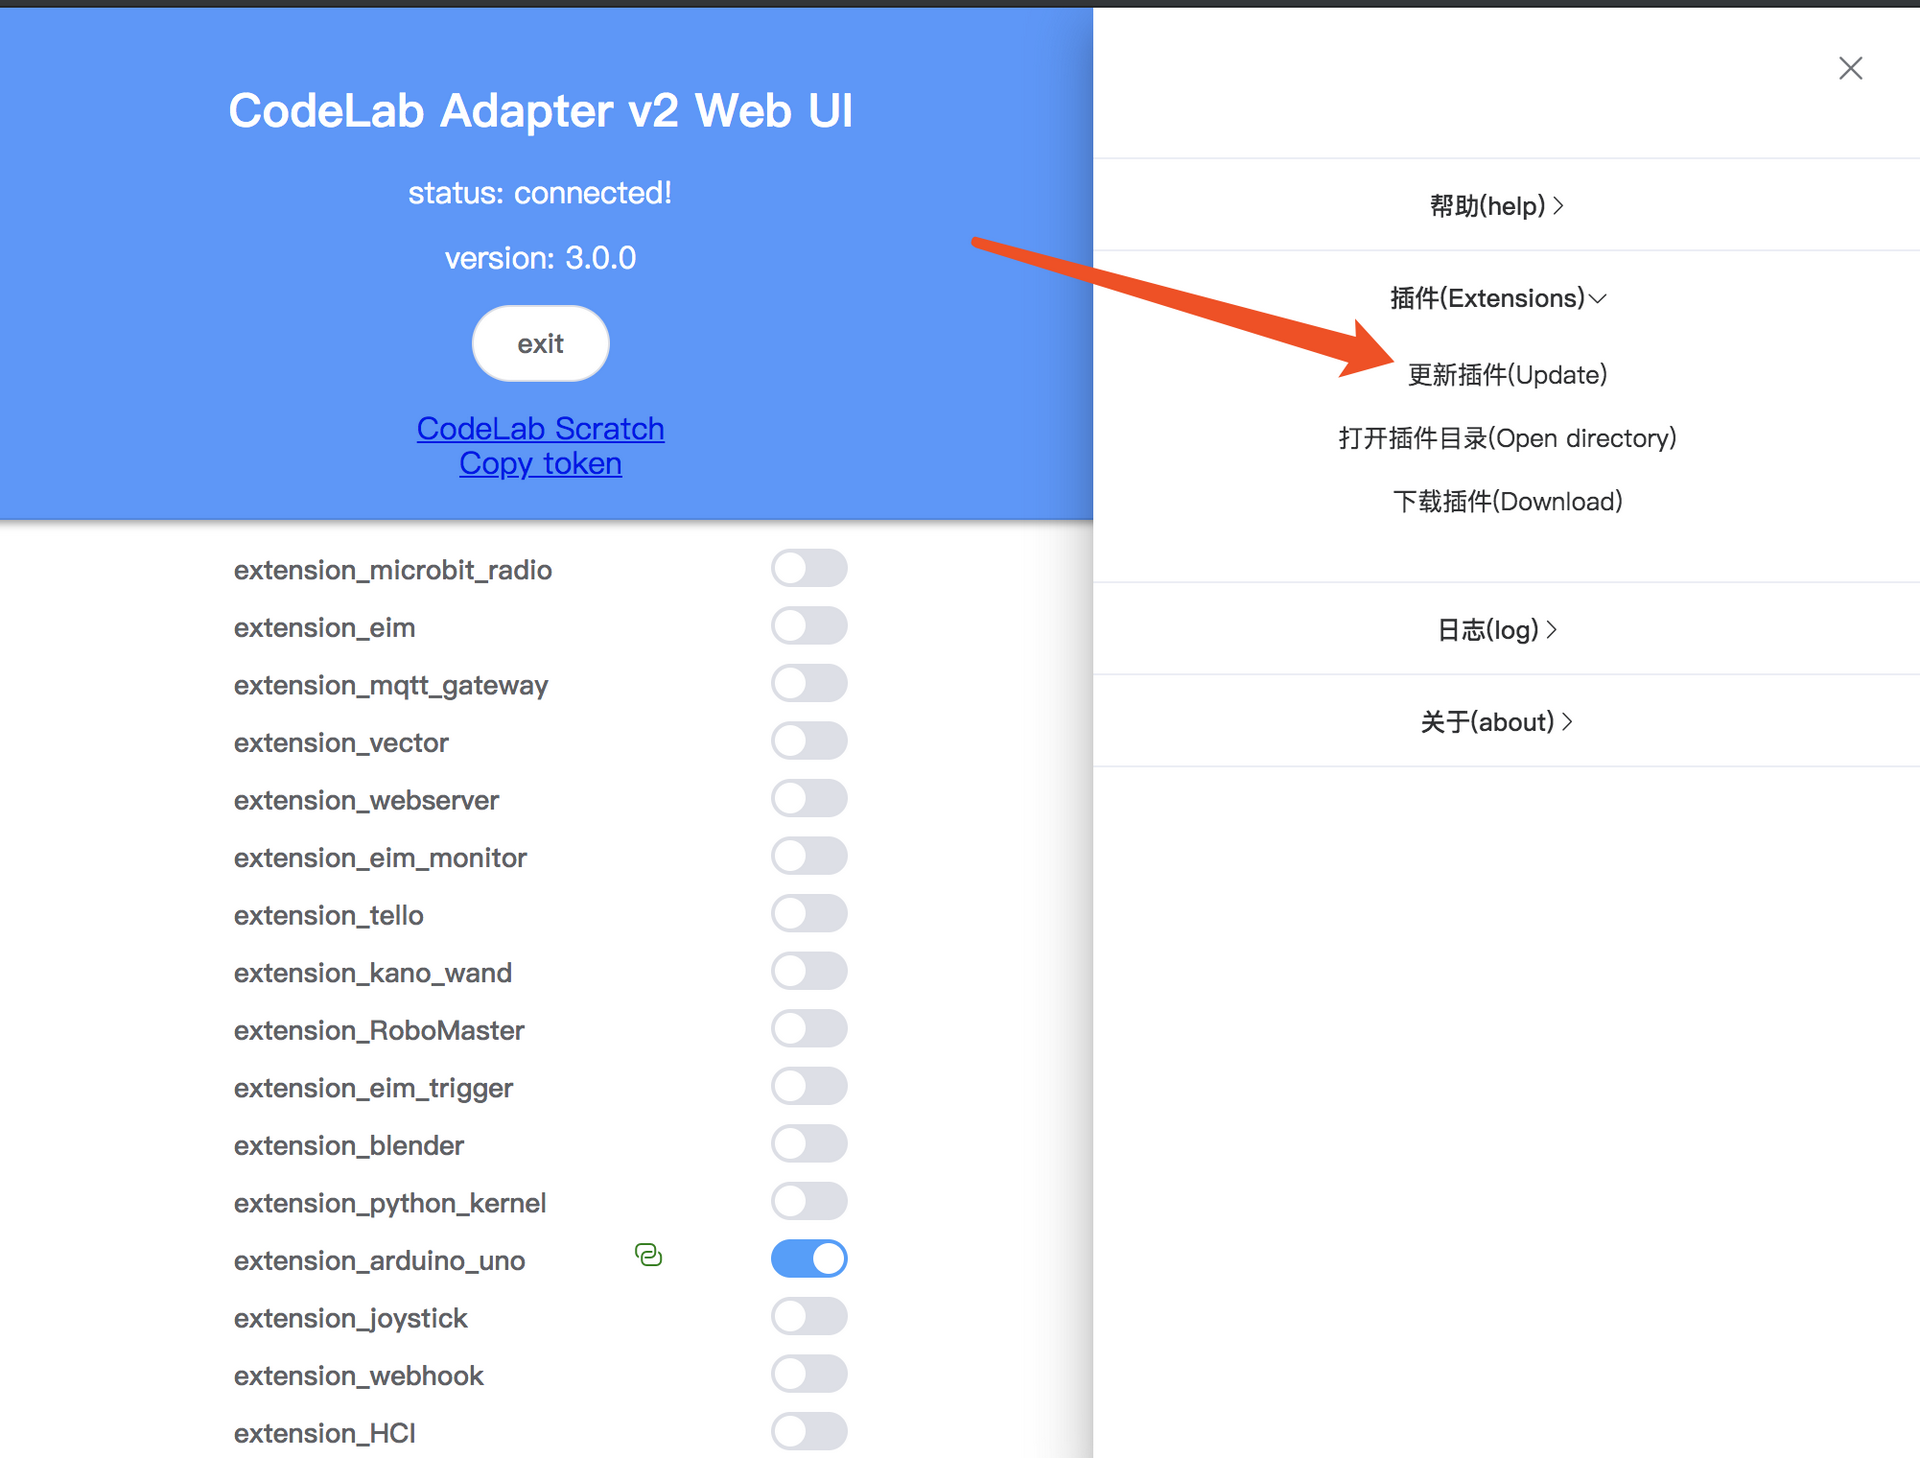 CodeLab Adapter v2 Web UI
status: connected!
version: 3.0.0
exit
CodeLab Scratch
Copy token
extension_microbit_radio
extension_eim
extension_mqtt_gateway
extension_vector
extension_webserver
extension_eim_monitor
extension_tello
extension_kano_wand
extension_RoboMaster
extension_eim_trigger
extension_blender
extension_python_kernel
extension_arduino_uno
extension_joystick
extension_webhook
extension_HCI
帮助(help)
插件(Extensions)
更新插件(Update)
打开插件目录(Open directory)
下载插件(Download)
日志(log)
关于(about)